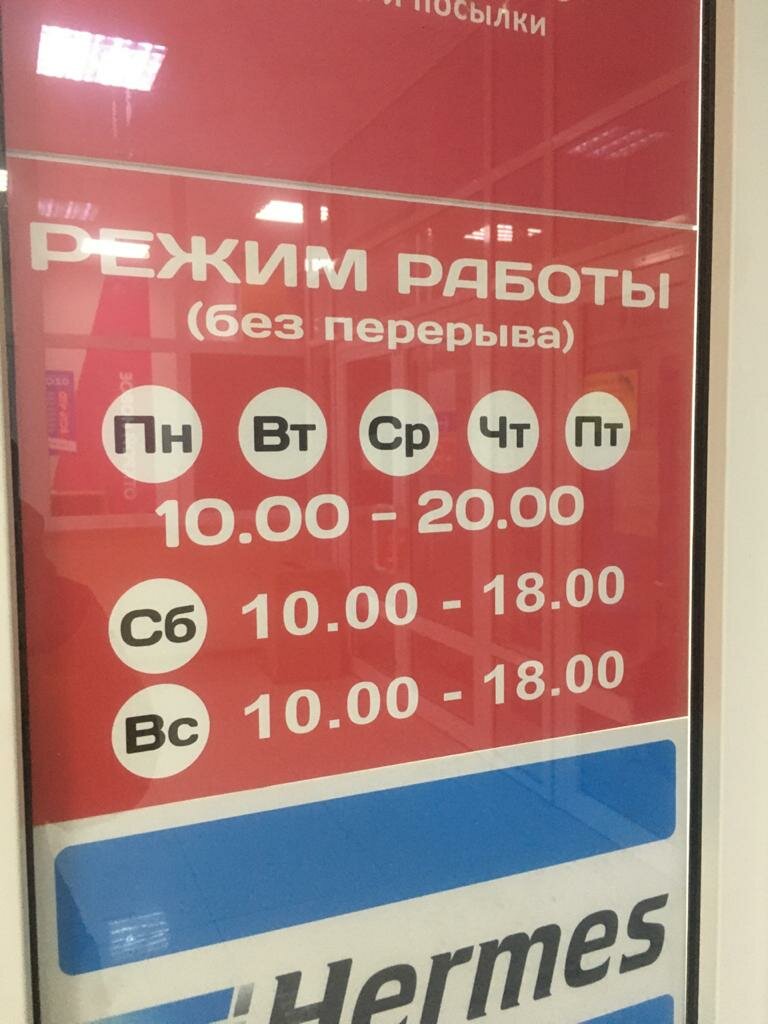 и посылки
РЕЖИМ РАБОТЫ
(без перерыва)
Пн Вт Ср Чт Пт
10.00 - 20.00
Сб 10.00 - 18.00
Вс 10.00 - 18.00
Hermes